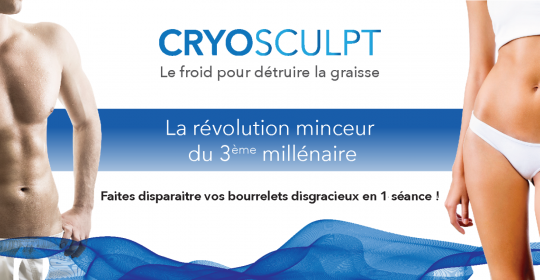 CRYOSCULPT
Le froid pour détruire la graisse
La révolution minceur
du 3ème millénaire
Faites disparaitre vos bourrelets disgracieux en 1 séance !